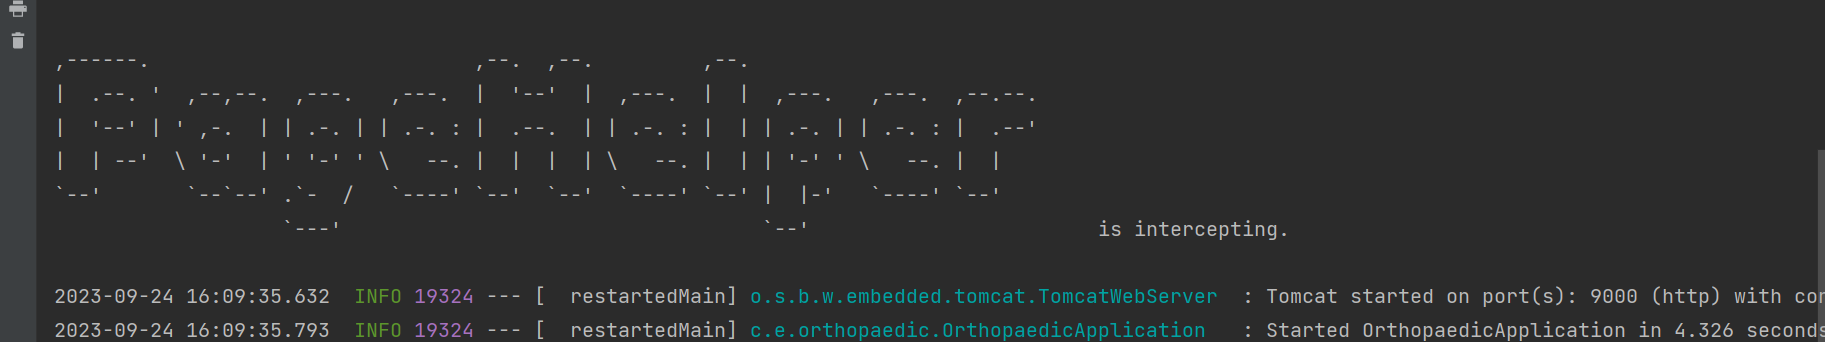 PageHelper
is intercepting.
2023-09-24 16:09:35.632  INFO 19324 --- [  restartedMain] o.s.b.w.embedded.tomcat.TomcatWebServer  : Tomcat started on port(s): 9000 (http) with
2023-09-24 16:09:35.793  INFO 19324 --- [  restartedMain] c.e.orthopaedic.OrthopaedicApplication   : Started OrthopaedicApplication in 4.326 seconds